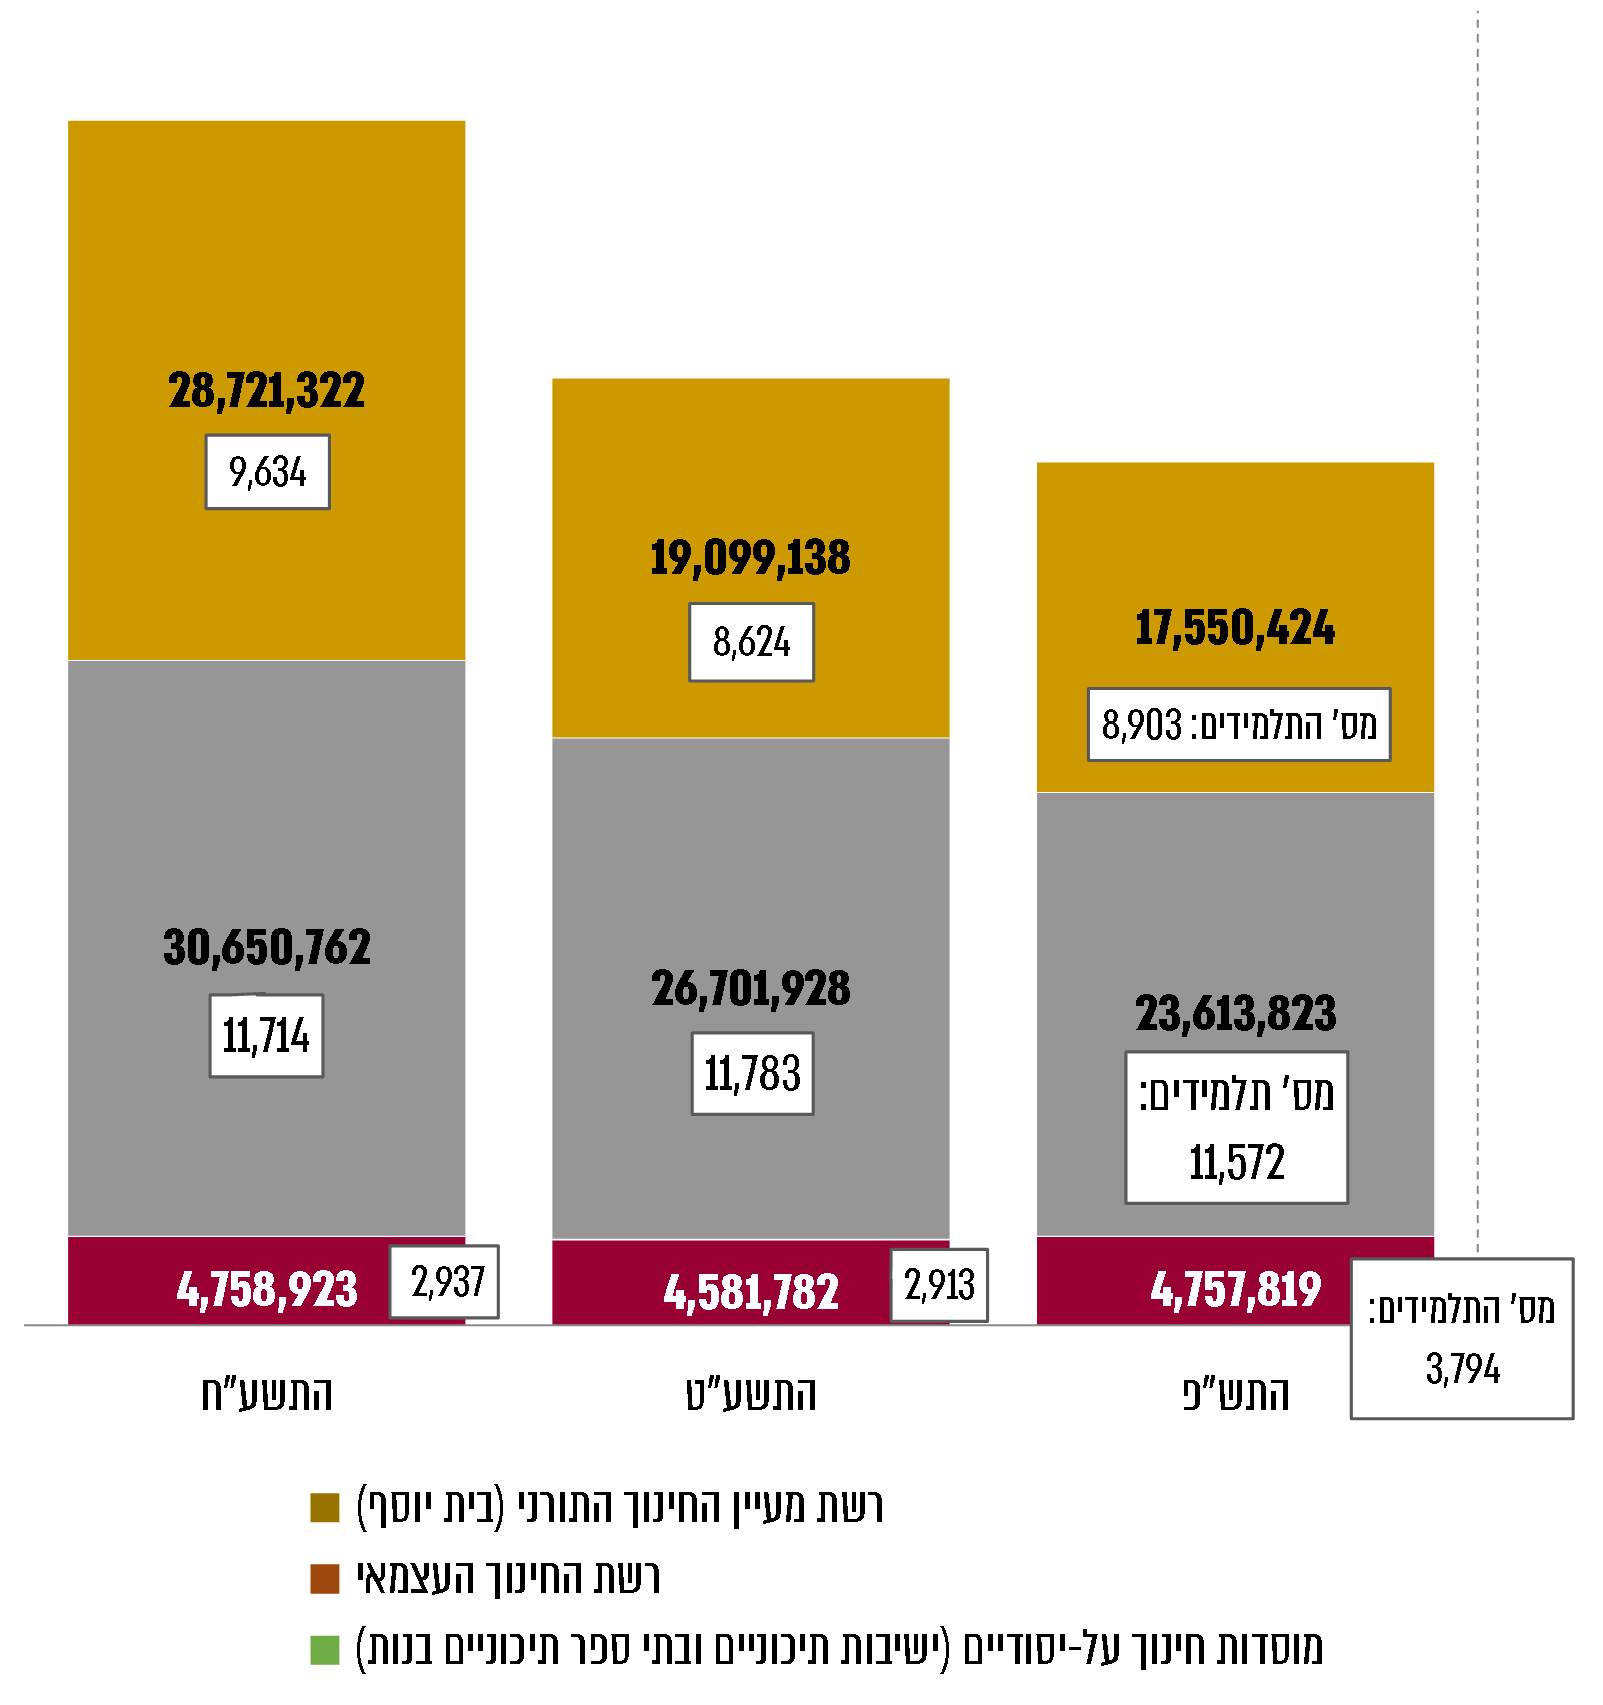 28,721,322
9,634
19,099,138
8,624
17,550,424
מס' התלמידים: 8,903
30,650,762
11,714
26,701,928
11,783
23,613,823
מס' תלמידים:
11,572
4,758,923
2,937
4,581,782
2,913
4,757,819
מס' התלמידים:
3,794
התשע"ח
התשע"ט
התש"פ
רשת מעיין החינוך התורני (בית יוסף)
רשת החינוך העצמאי
מוסדות חינוך על-יסודיים (ישיבות תיכוניים ובתי ספר תיכוניים בנות)